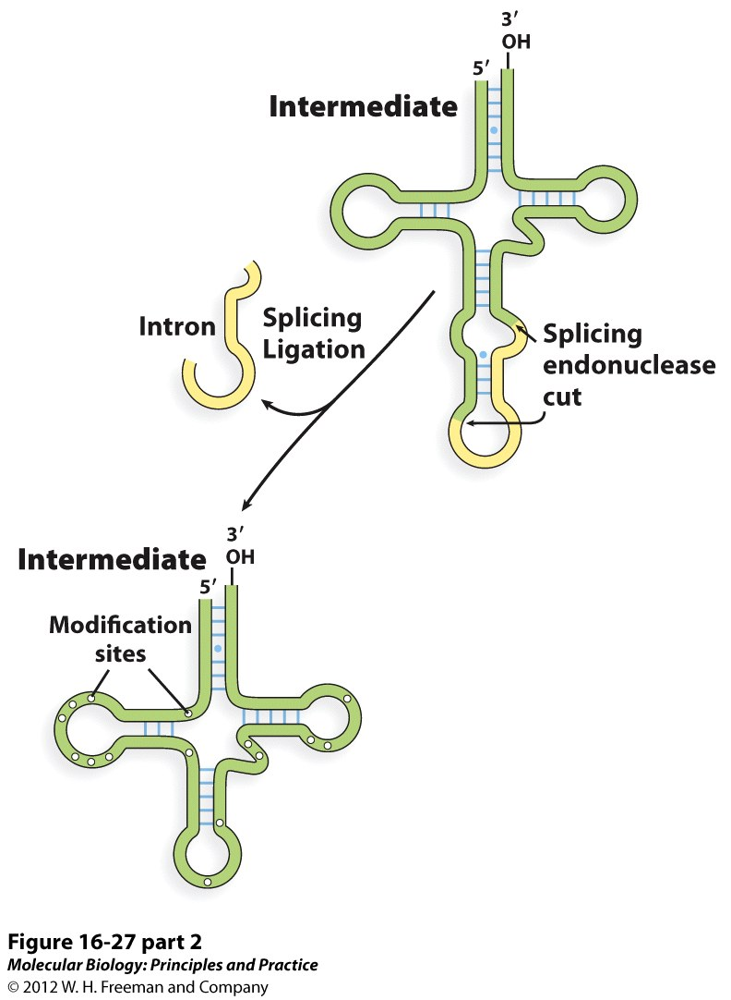 3′
OH
5′
Intermediate
Intron
Splicing
Ligation
Splicing
endonuclease
cut
3′
OH
Intermediate
5′
Modification
sites
Figure 16-27 part 2
Molecular Biology: Principles and Practice
© 2012 W. H. Freeman and Company